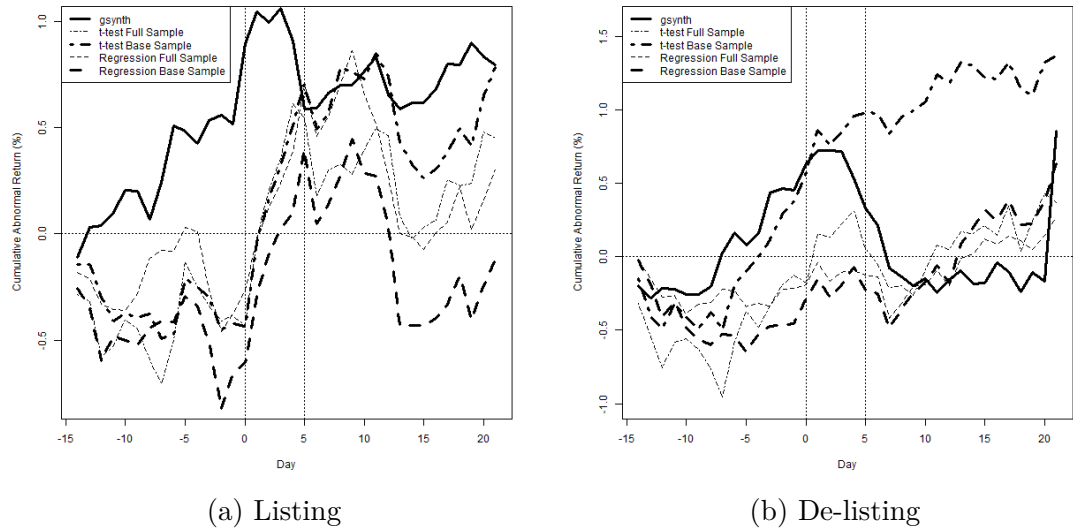 gsynth
t-test Full Sample
t-test Base Sample
Regression Full Sample
Regression Base Sample
Cumulative Abnormal Return (%)
1.0
0.5
0.0
-0.5
-15
-10
-5
0
5
10
15
20
Day
(a) Listing
gsynth
t-test Full Sample
t-test Base Sample
Regression Full Sample
Regression Base Sample
Cumulative Abnormal Return (%)
1.5
1.0
0.5
0.0
-0.5
-1.0
-15
-10
-5
0
5
10
15
20
Day
(b) De-listing